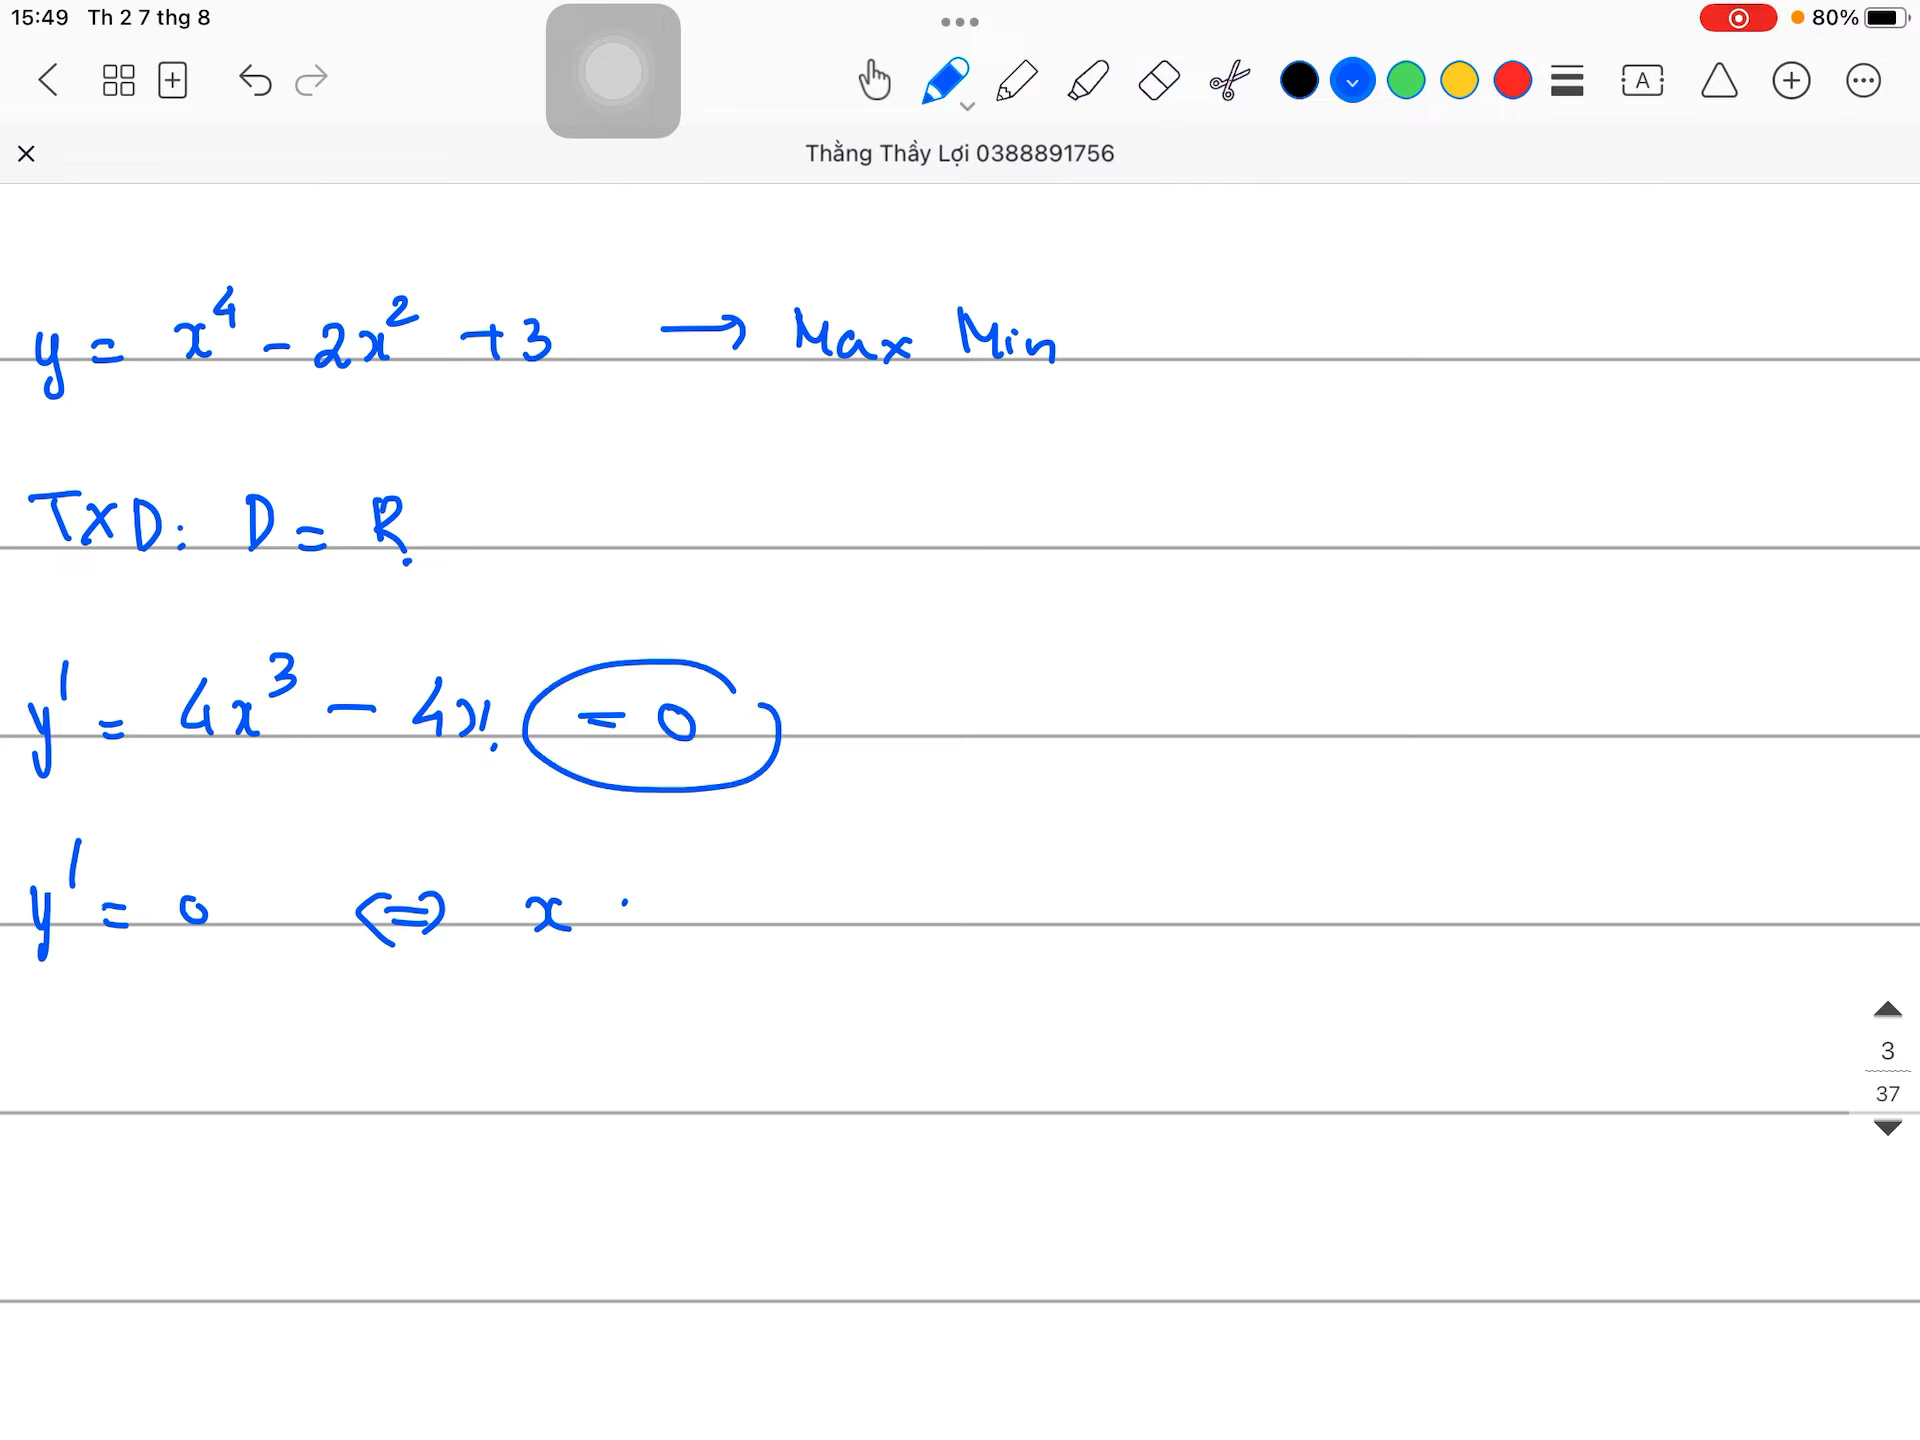 15:49 Th 2 7 thg 8 80%
A
Thằng Thầy Lợi 0388891756
y = x⁴ - 2x² + 3 → Max Min
TXD: D = R.
y' = 4x³ - 4x. = 0
y' = 0 ⇔ x
3
37